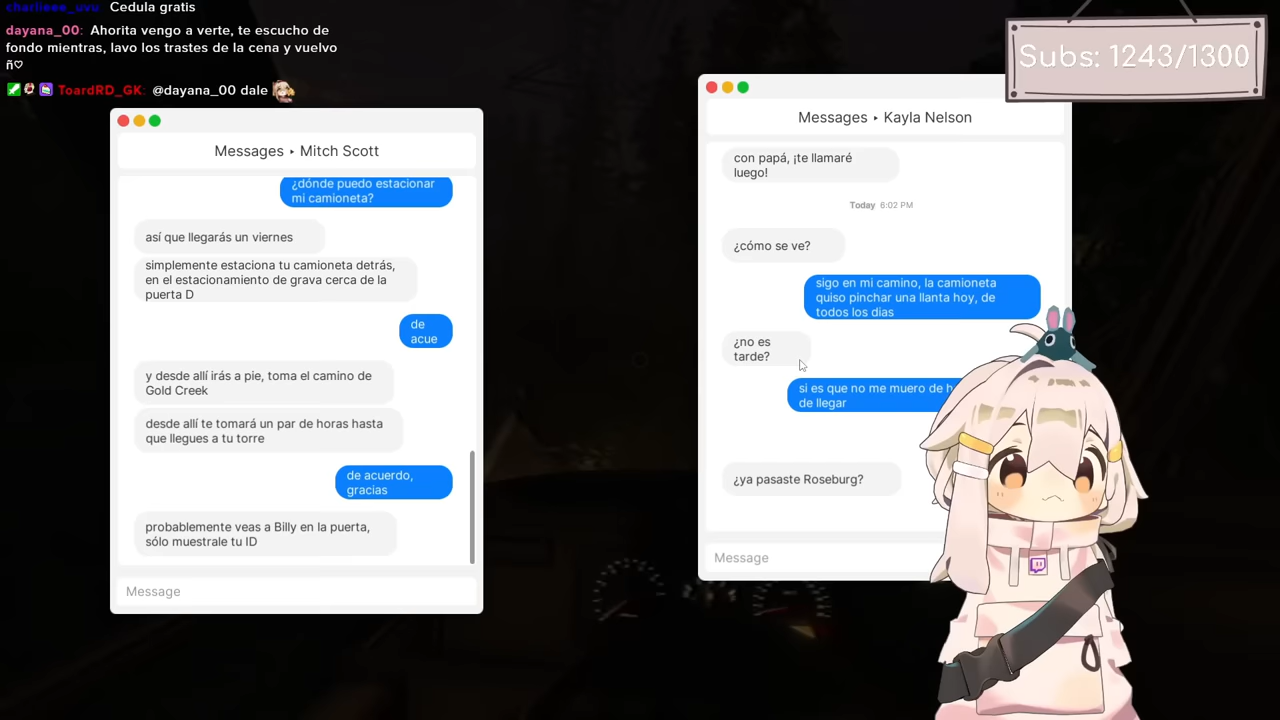 charlieee_uvu: Cedula gratis
dayana_00: Ahorita vengo a verte, te escucho de
fondo mientras, lavo los trastes de la cena y vuelvo
ñ♡
ToardRD_GK: @dayana_00 dale
Subs: 1243/1300
Messages ‣ Mitch Scott
¿dónde puedo estacionar
mi camioneta?
así que llegarás un viernes
simplemente estaciona tu camioneta detrás,
en el estacionamiento de grava cerca de la
puerta D
de
acue
y desde allí irás a pie, toma el camino de
Gold Creek
desde allí te tomará un par de horas hasta
que llegues a tu torre
de acuerdo,
gracias
probablemente veas a Billy en la puerta,
sólo muestrale tu ID
Message
Messages ‣ Kayla Nelson
con papá, ¡te llamaré
luego!
Today 6:02 PM
¿cómo se ve?
sigo en mi camino, la camioneta
quiso pinchar una llanta hoy, de
todos los dias
¿no es
tarde?
si es que no me muero de h
de llegar
¿ya pasaste Roseburg?
Message